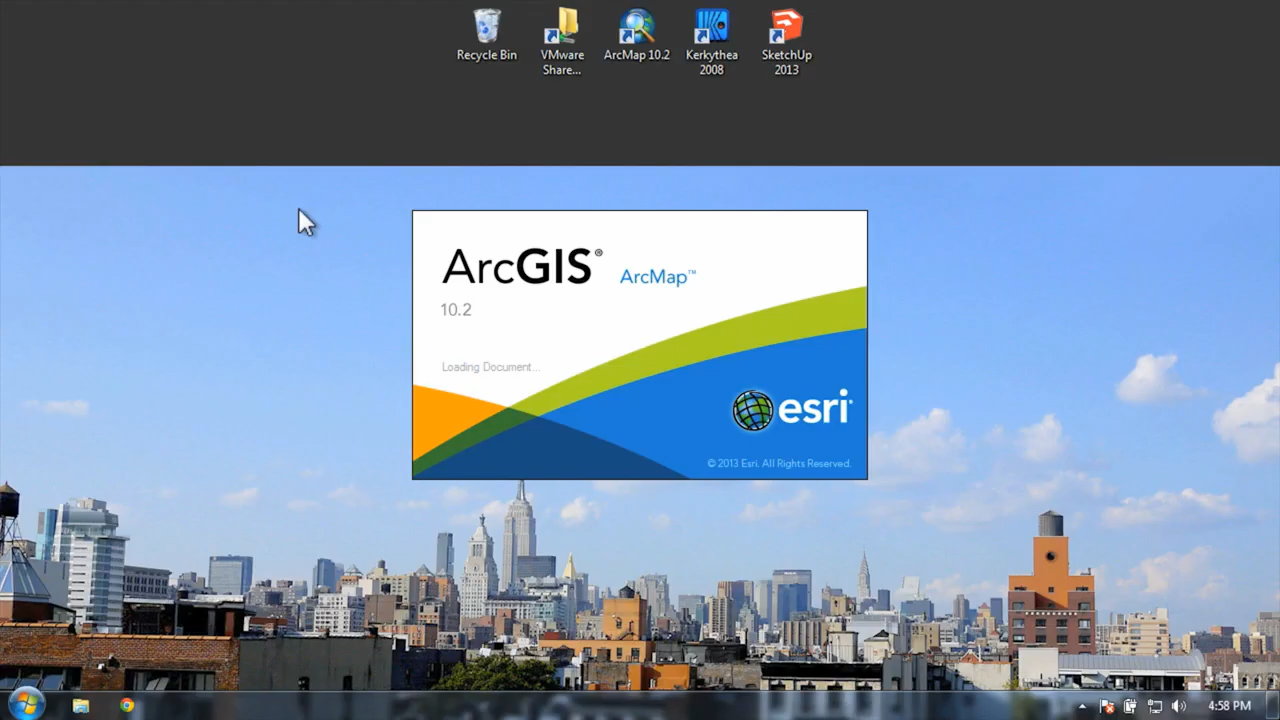 Recycle Bin
VMware Share...
ArcMap 10.2
Kerkythea 2008
SketchUp 2013
ArcGIS®
ArcMap™
10.2
Loading Document...
esri®
© 2013 Esri. All Rights Reserved.
4:58 PM